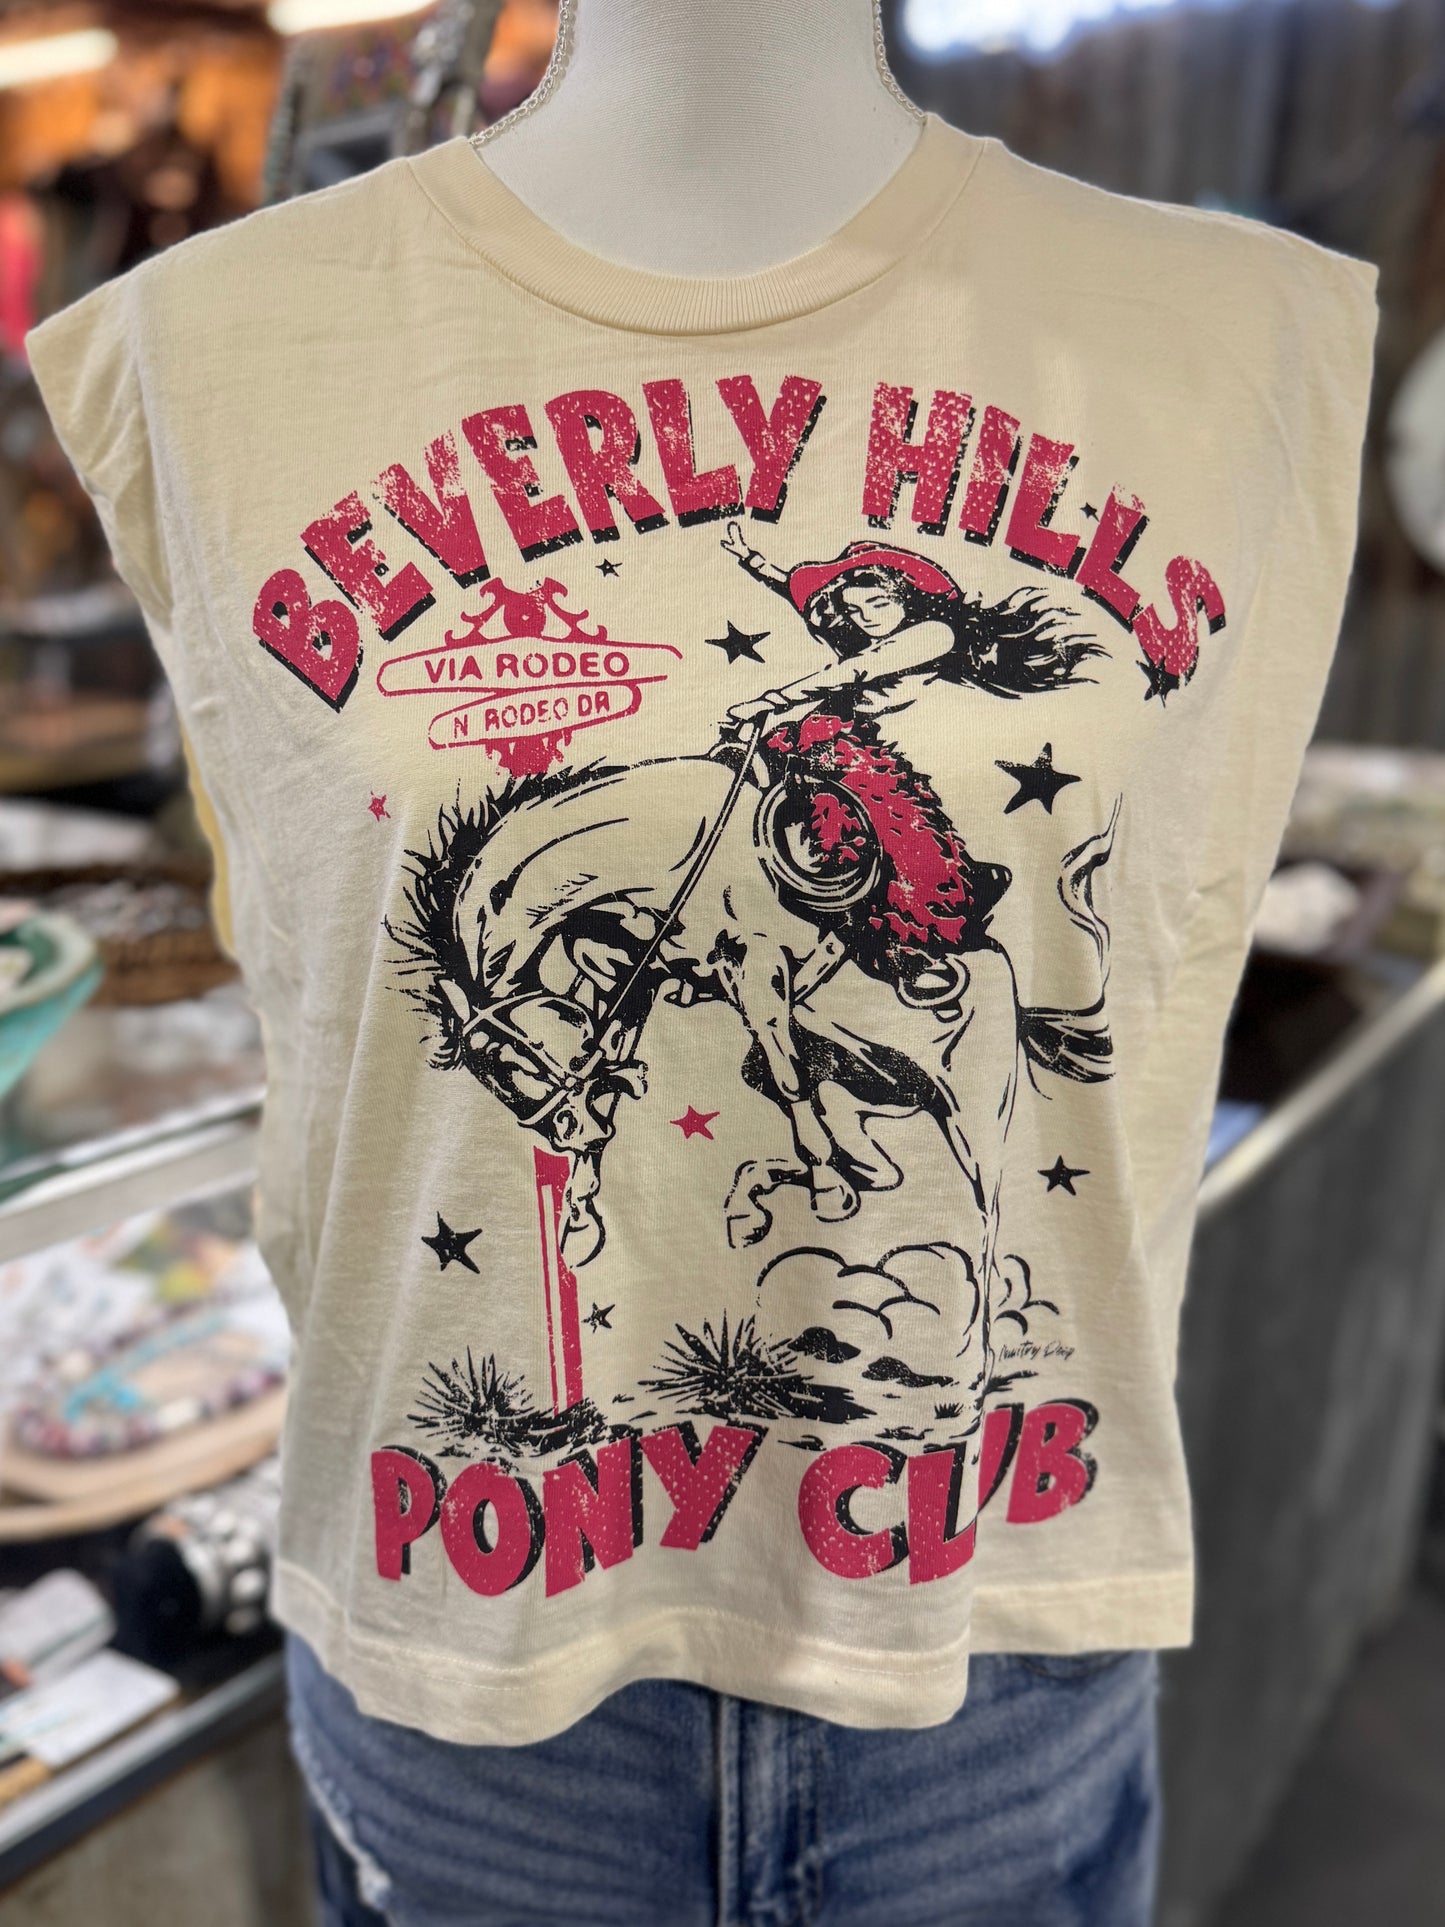 BEVERLY HILLS
VIA RODEO
N RODEO DR
PONY CLUB